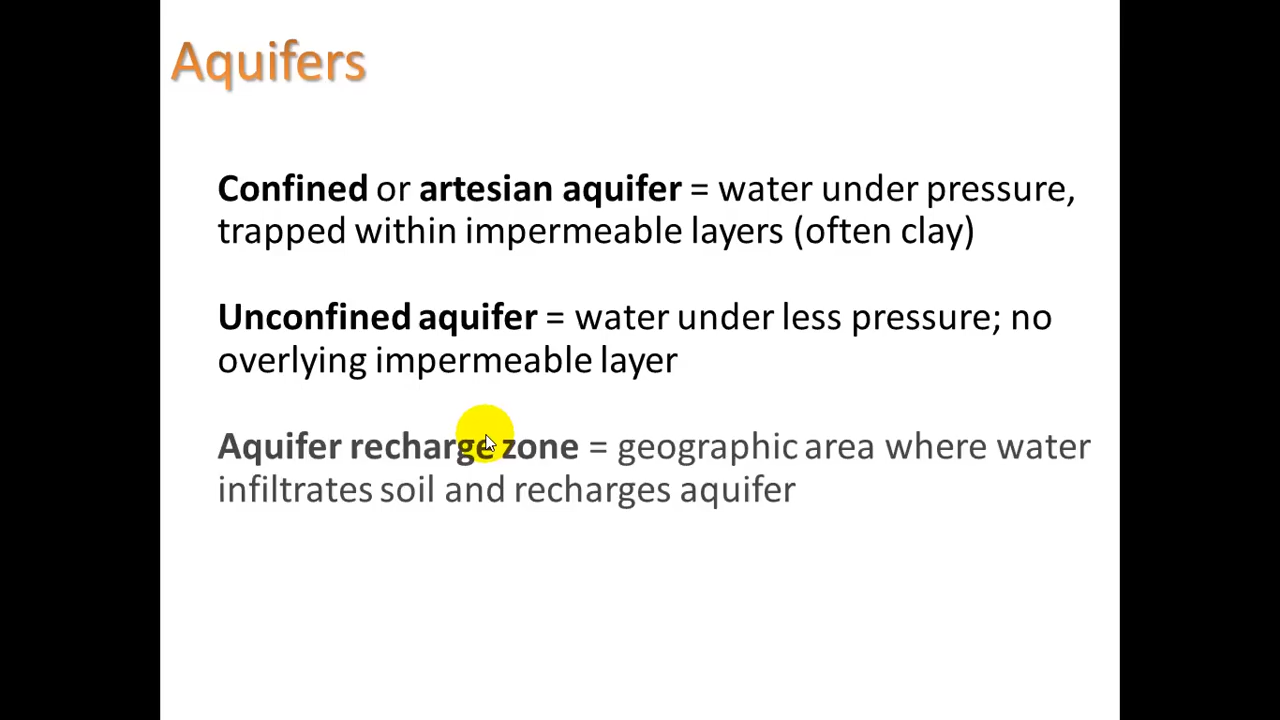 Aquifers
Confined or artesian aquifer = water under pressure,
trapped within impermeable layers (often clay)
Unconfined aquifer = water under less pressure; no
overlying impermeable layer
Aquifer recharge zone = geographic area where water
infiltrates soil and recharges aquifer